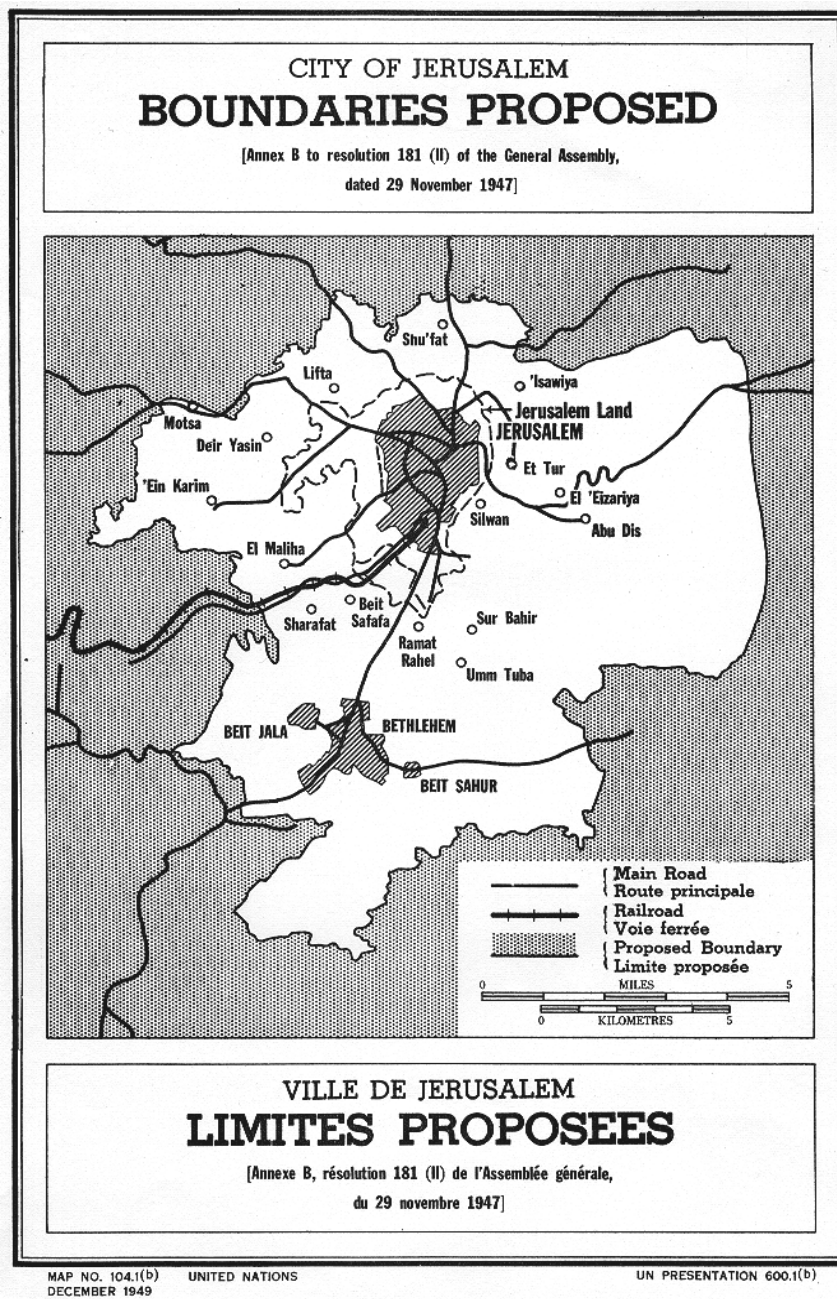 CITY OF JERUSALEM
BOUNDARIES PROPOSED
[Annex B to resolution 181 (II) of the General Assembly,
dated 29 November 1947]
Shu'fat
Lifta
'Isawiya
Motsa
Jerusalem Land
JERUSALEM
Deir Yasin
Et Tur
'Ein Karim
El 'Eizariya
Silwan
Abu Dis
El Maliha
Sharafat
Beit
Safafa
Sur Bahir
Ramat
Rahel
Umm Tuba
BEIT JALA
BETHLEHEM
BEIT SAHUR
Main Road
Route principale
Railroad
Voie ferrée
Proposed Boundary
Limite proposée
0 MILES 5
0 KILOMETRES 5
VILLE DE JERUSALEM
LIMITES PROPOSEES
[Annexe B, résolution 181 (II) de l'Assemblée générale,
du 29 novembre 1947]
MAP NO. 104.1(b) UNITED NATIONS UN PRESENTATION 600.1(b)
DECEMBER 1949